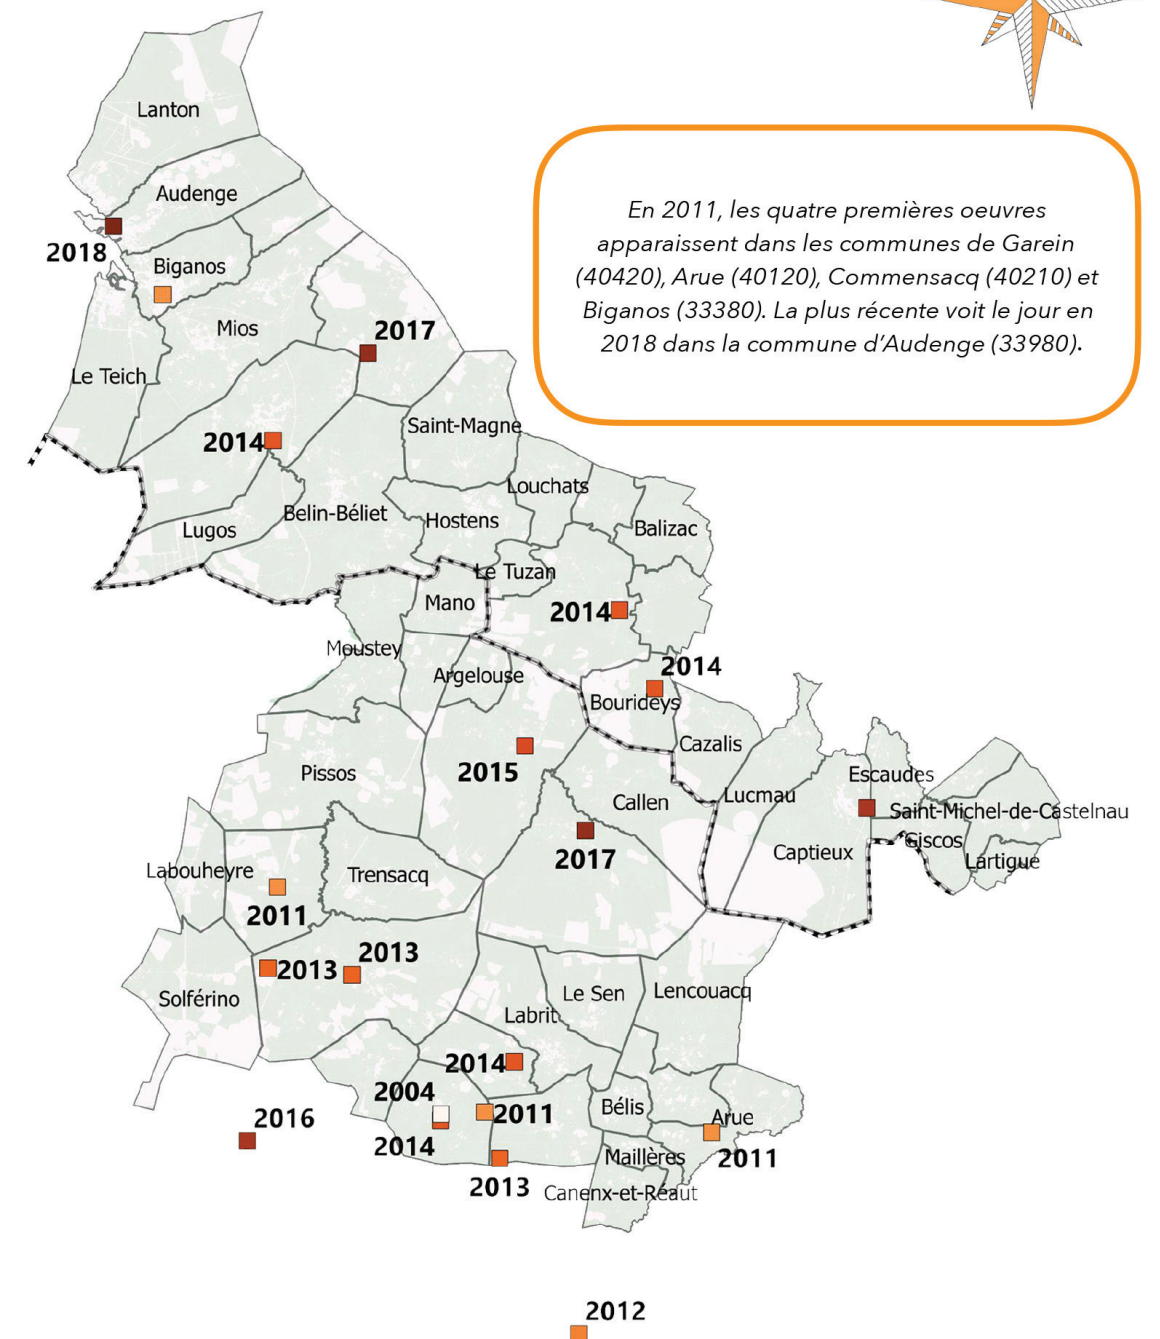 Lanton
Audenge
En 2011, les quatre premières oeuvres
apparaissent dans les communes de Garein
(40420), Arue (40120), Commensacq (40210) et
Biganos (33380). La plus récente voit le jour en
2018 dans la commune d'Audenge (33980).
2018
Biganos
Mios
2017
Le Teich
Saint-Magne
2014
Louchats
Belin-Béliet
Hostens
Lugos
Balizac
Le Tuzan
Mano
2014
Moustey
2014
Argelouse
Bourideys
Cazalis
2015
Pissos
Escaudes
Callen
Lucmau
Saint-Michel-de-Castelnau
Giscos
Captieux
2017
Lartigue
Labouheyre
Trensacq
2011
2013
2013
Solférino
Le Sen
Lencouacq
Labrit
2014
2004
2011
Bélis
2016
Arue
2014
Maillères
2011
2013
Canenx-et-Réaut
2012